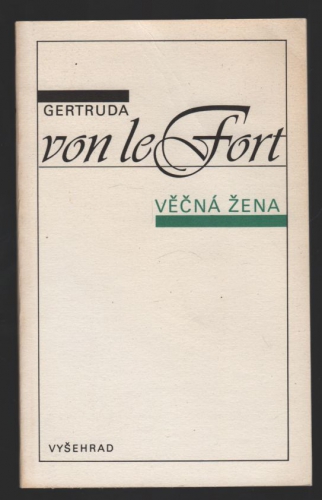 GERTRUDA
von le Fort
VĚČNÁ ŽENA
VYŠEHRAD